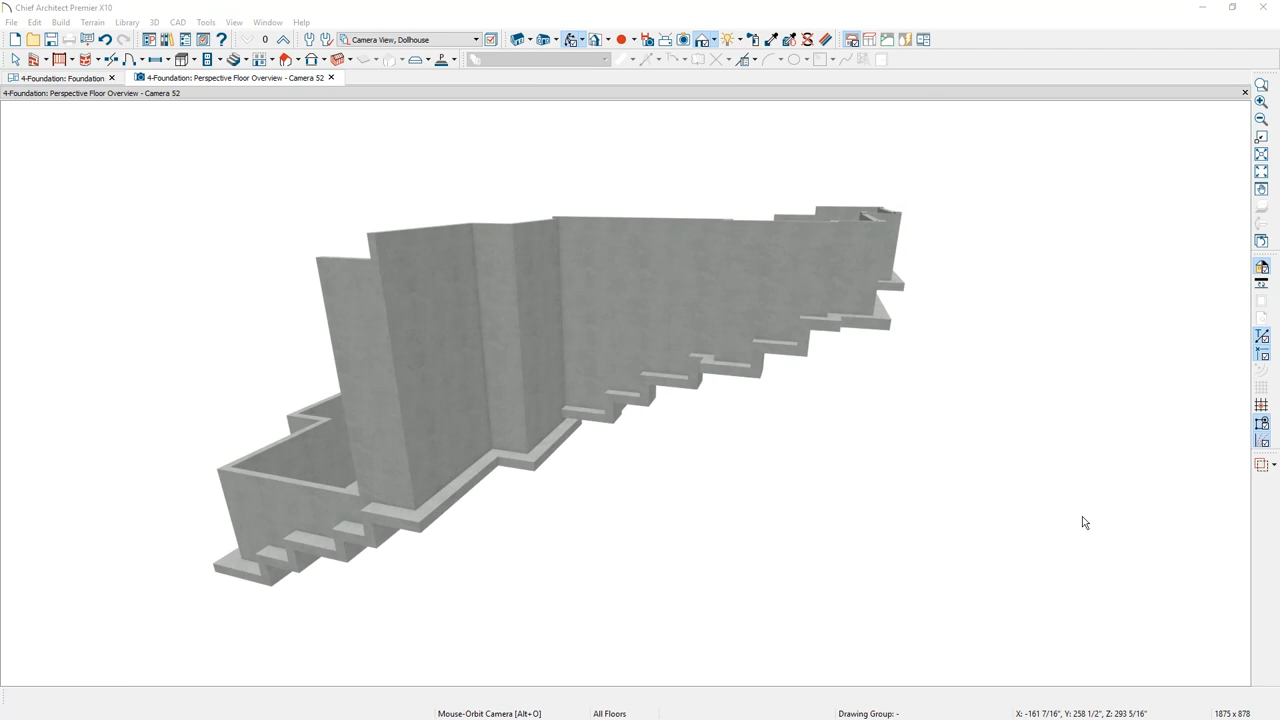 Chief Architect Premier X10
File Edit Build Terrain Library 3D CAD Tools View Window Help
0 Camera View, Dollhouse
4-Foundation: Foundation 4-Foundation: Perspective Floor Overview - Camera 52
4-Foundation: Perspective Floor Overview - Camera 52
Mouse-Orbit Camera [Alt+O] All Floors Drawing Group: - X: -161 7/16", Y: 258 1/2", Z: 293 5/16" 1875 x 878